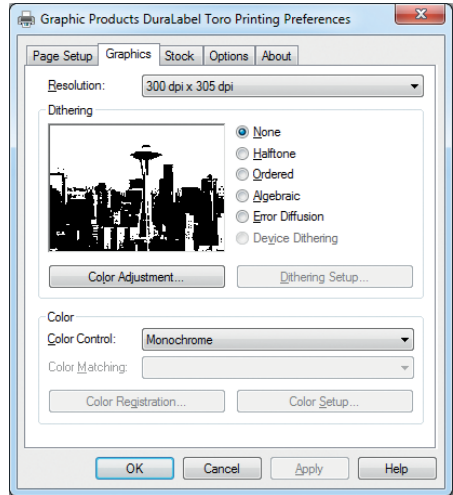 Graphic Products DuraLabel Toro Printing Preferences
Page Setup Graphics Stock Options About
Resolution: 300 dpi x 305 dpi
Dithering
None
Halftone
Ordered
Algebraic
Error Diffusion
Device Dithering
Color Adjustment... Dithering Setup...
Color
Color Control: Monochrome
Color Matching:
Color Registration... Color Setup...
OK Cancel Apply Help